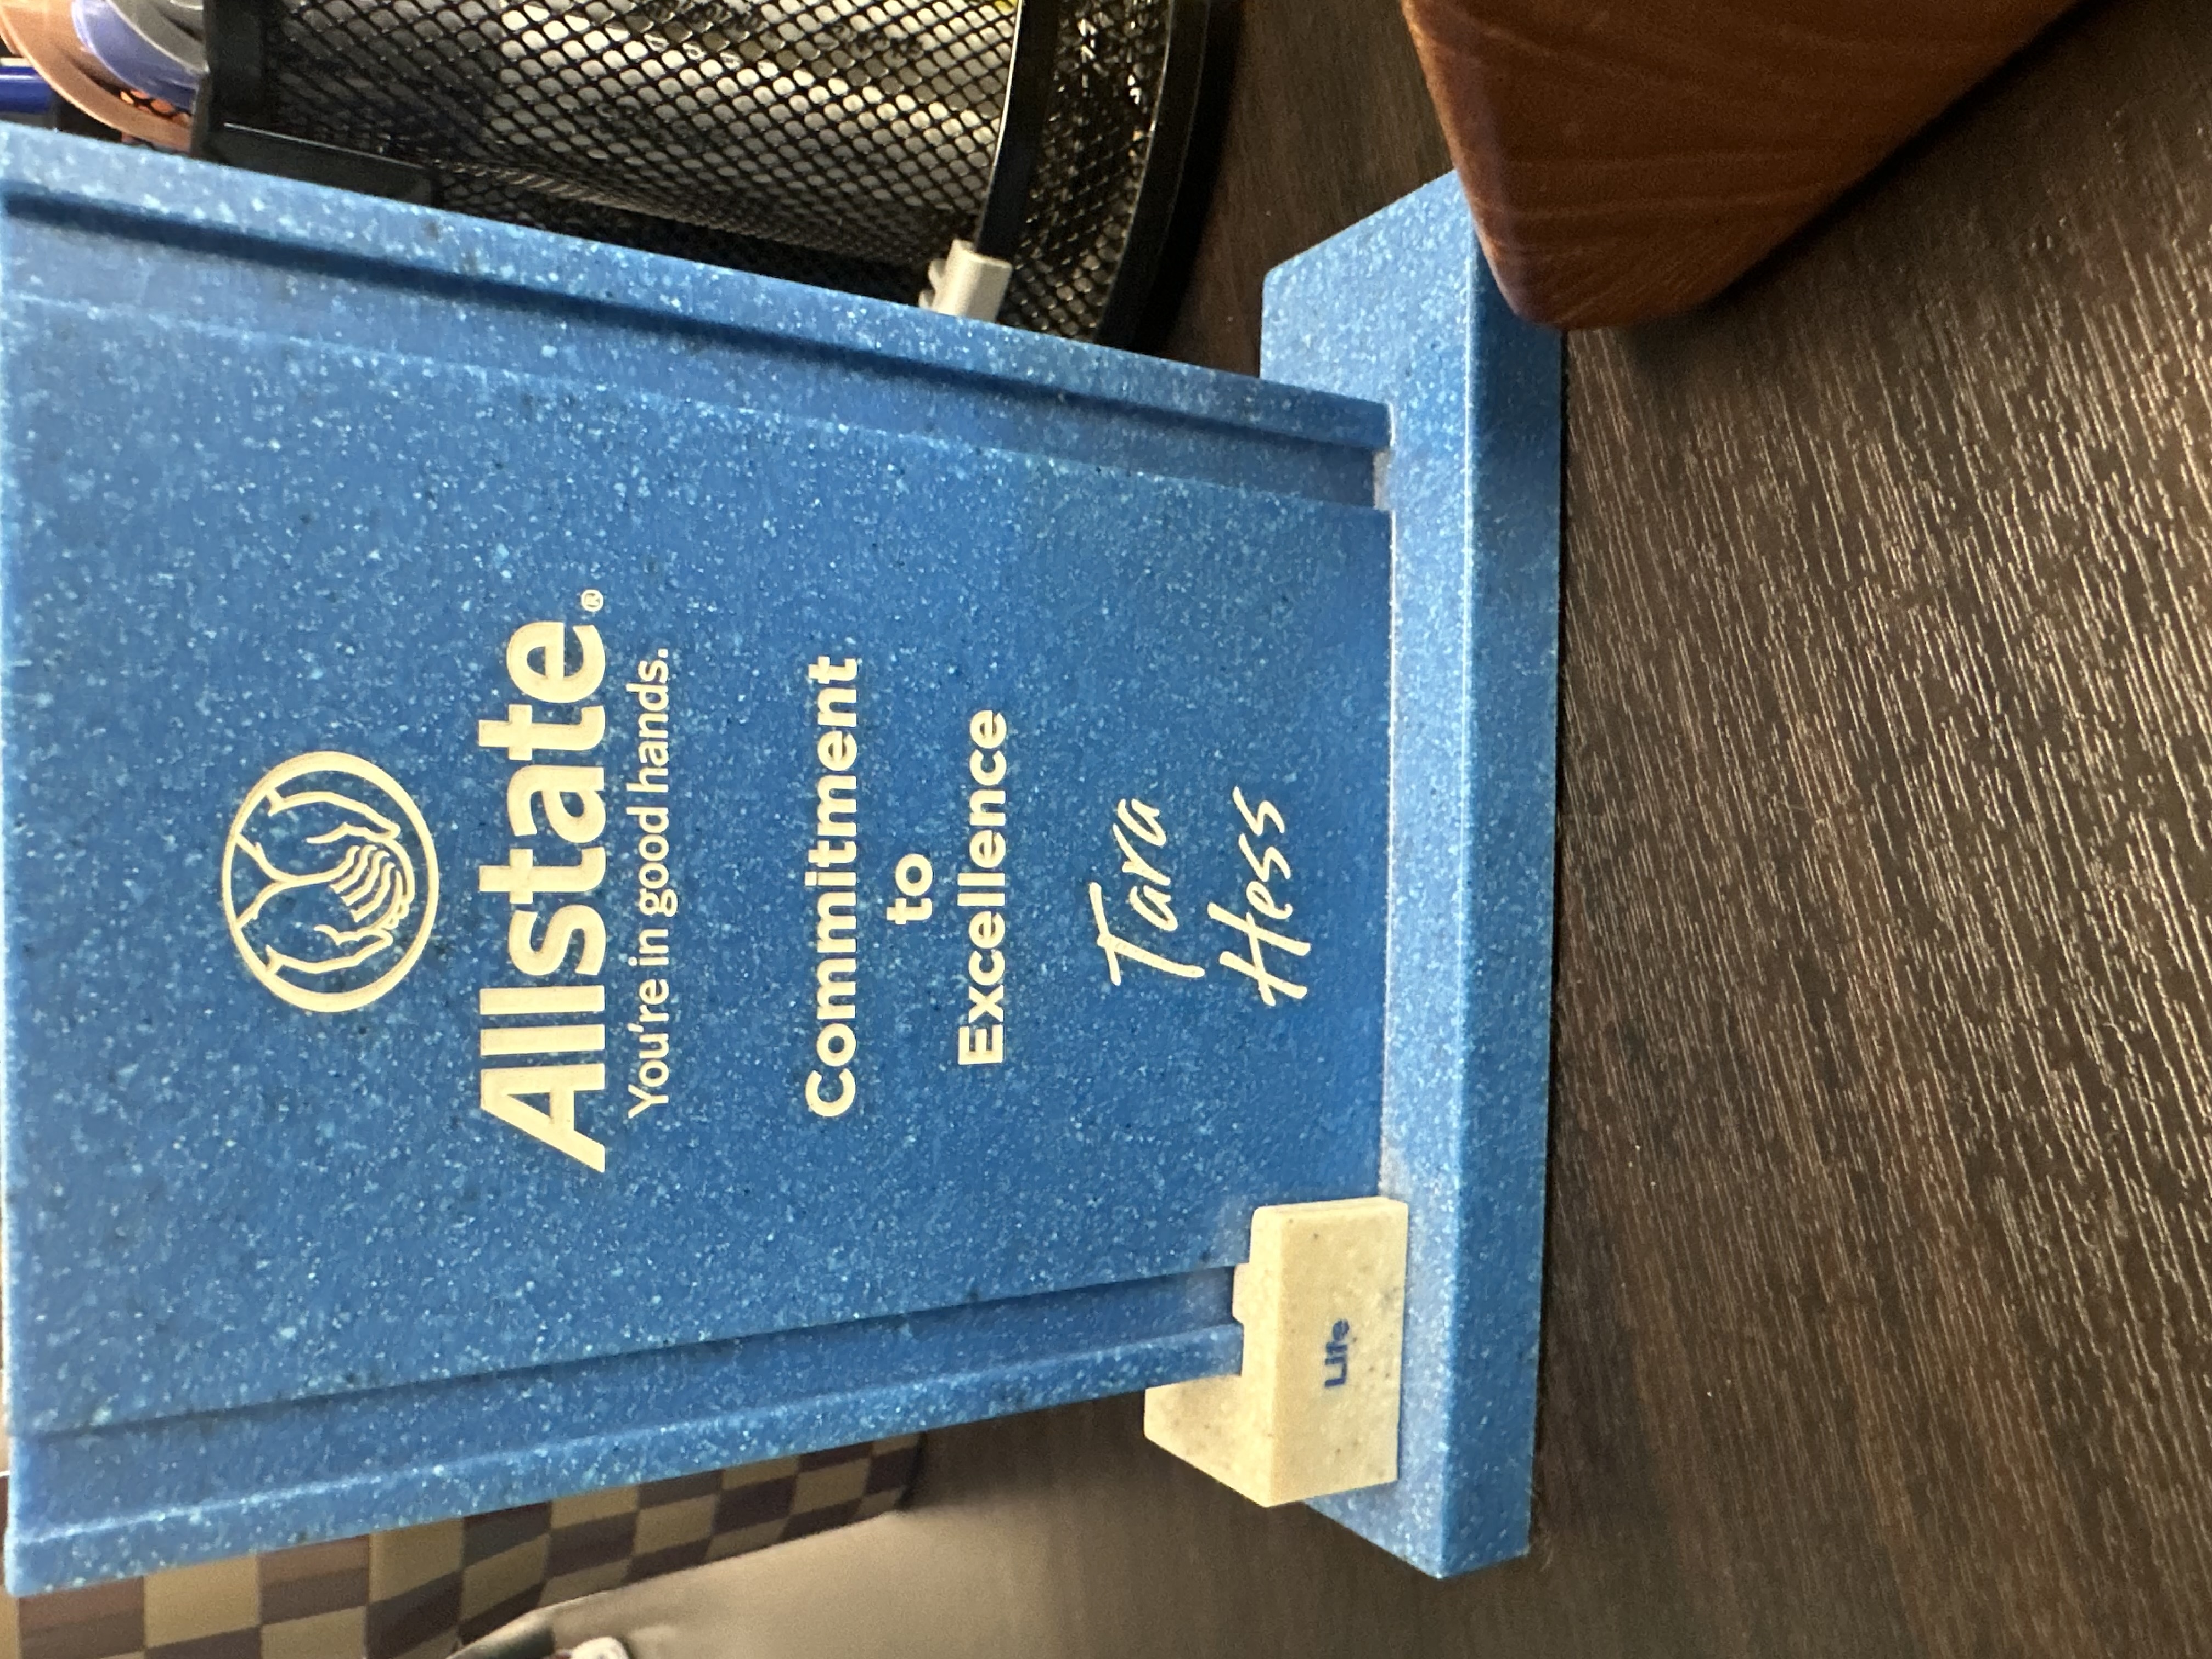 Allstate®
You're in good hands.
Commitment
to
Excellence
Tara
Hess
Life